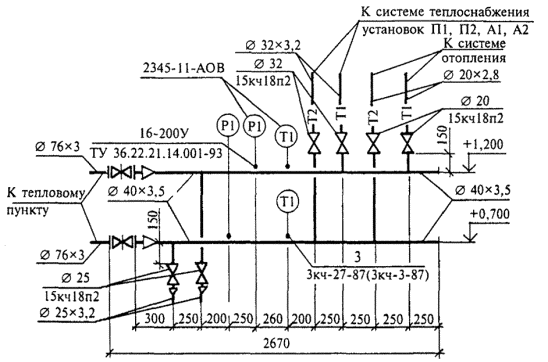 К системе теплоснабжения
установок П1, П2, А1, А2
∅ 32×3,2
К системе
отопления
∅ 32
15кч18п2
2345-11-АОВ
∅ 20×2,8
Т2
Т1
Т2
Т1
∅ 20
15кч18п2
Р1
Р1
Т1
16-200У
ТУ 36.22.21.14.001-93
150
+1,200
∅ 76×3
∅ 40×3,5
∅ 40×3,5
К тепловому
пункту
Т1
150
+0,700
∅ 76×3
3
3кч-27-87(3кч-3-87)
∅ 25
15кч18п2
∅ 25×3,2
300
250
200
250
260
200
250
250
250
250
2670